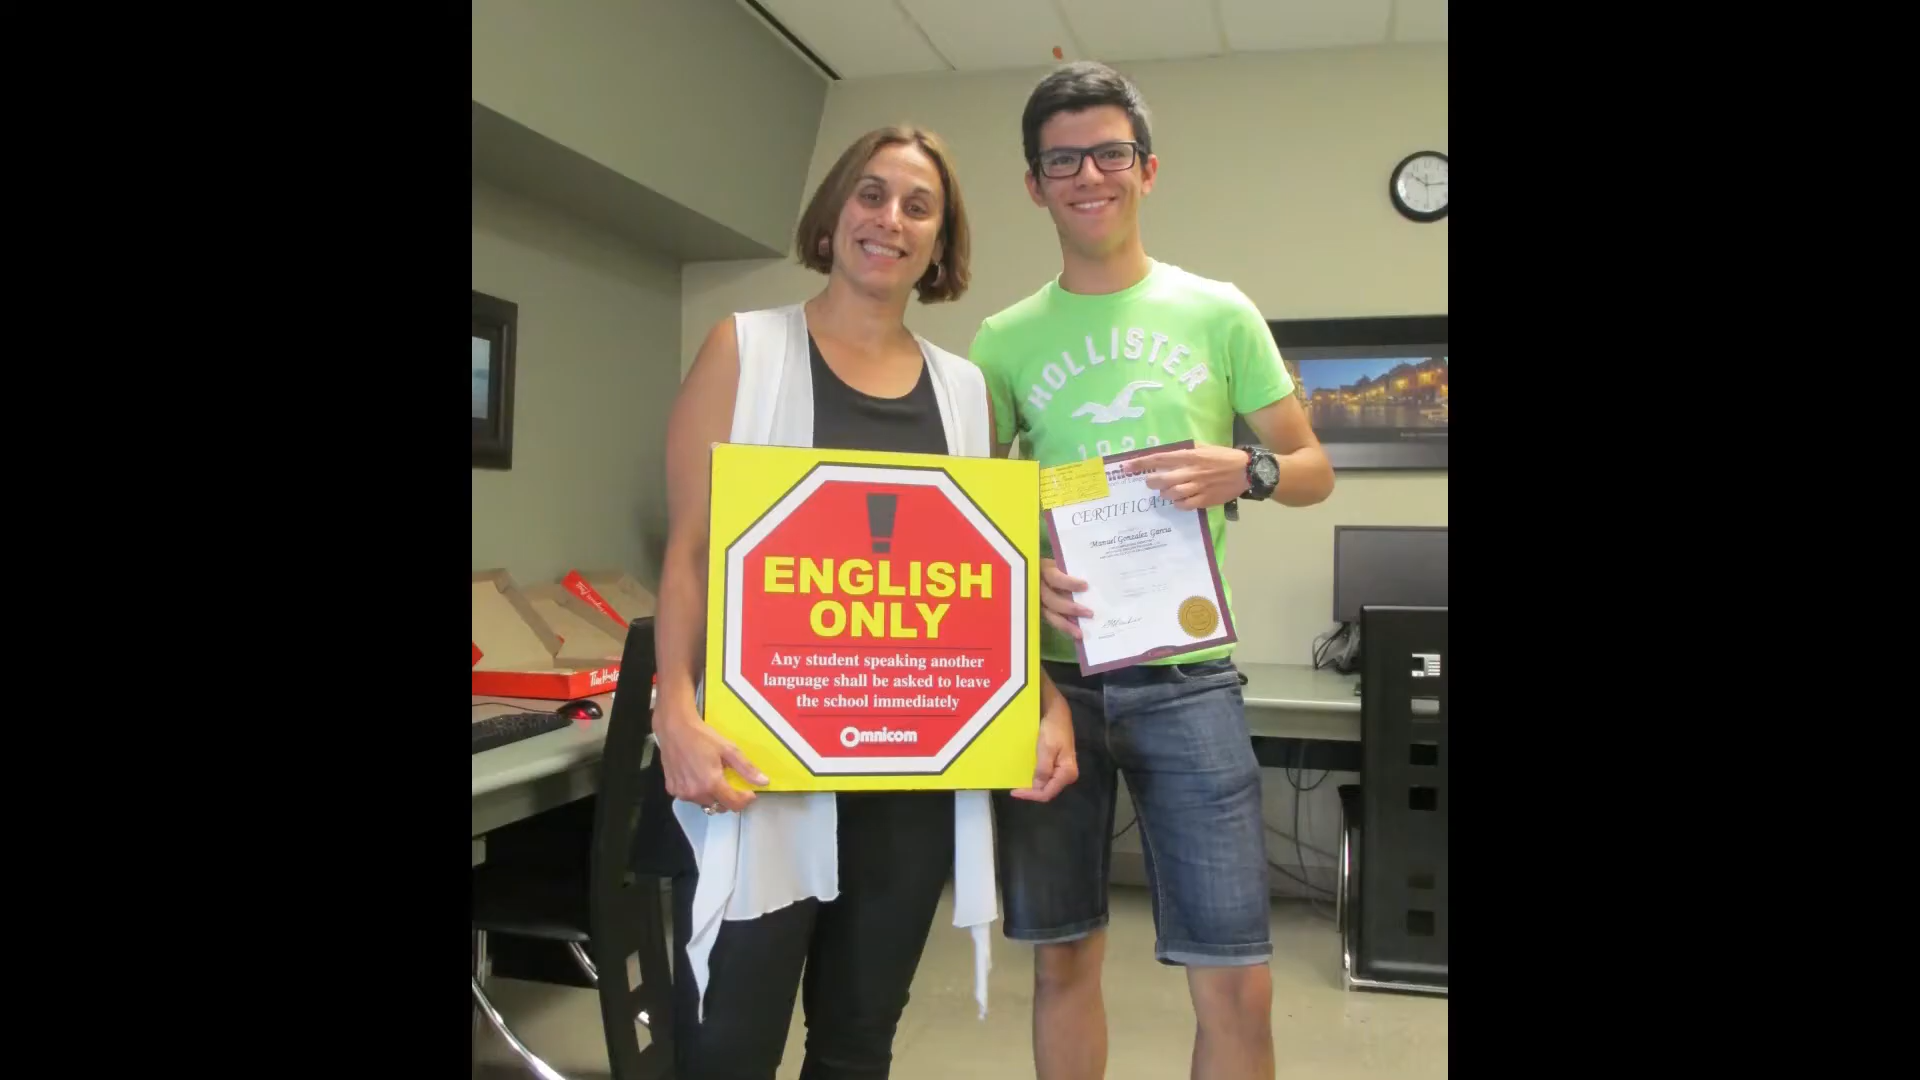 HOLLISTER
ENGLISH
ONLY
Any student speaking another
language shall be asked to leave
the school immediately
Omnicom
CERTIFICATE
Manuel Gonzalez Garcia